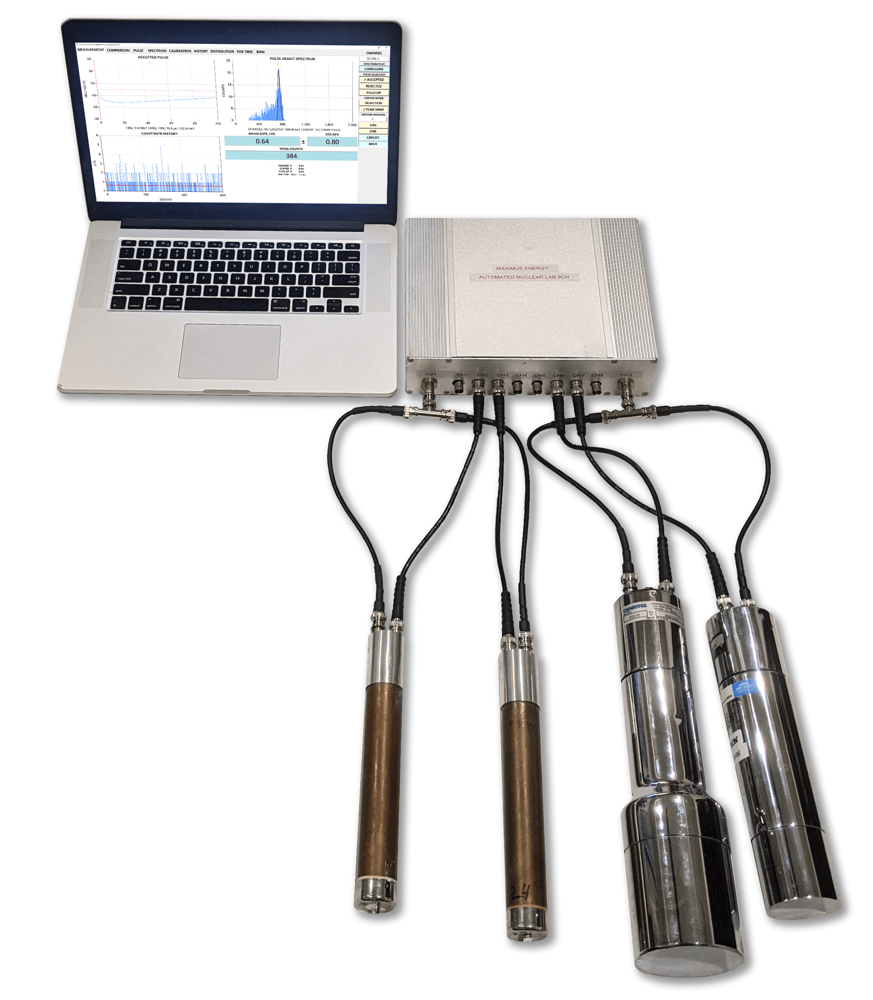 MEASUREMENT COMPARISON PULSE SPECTRUM CALIBRATION HISTORY DISTRIBUTION RISE TIME RAW
ACCEPTED PULSE
MILLIVOLTS
50
30
10
-10
-30
-50
0 20 40 60 80 100
TIME: 0.370821 | RISE TIME: 15.0 µs | 702.54 keV
PULSE HEIGHT SPECTRUM
COUNTS
25
20
15
10
5
0
0 400 800 1,200 1,600 2,000
CHANNEL: 95 | ENERGY: 760.00 keV | COUNT: 14 | FWHM = 8.3%
COUNT RATE HISTORY
CPS
6
5
4
3
2
1
0
0 200 400 600
SECOND
MEAN RATE, CPS STD DEV
0.64 ± 0.80
TOTAL COUNTS
384
REJECTED 0 0.0%
CLIPPED 0 0.0%
PILED UP 0 0.0%
RISE TIME
CHANNEL
SI-19N-1
SPECTRUM PLOT
CONFIGURE
PULSE SELECTION
✓ ACCEPTED
REJECTED
PILED UP
CURSOR MODE
SELECTION
✓ PEAK SNAP
MOVING AVERAGE
1
LOG
LINE
EXPORT
BACK
esc
! @ # $ % ^ & * ( )
1 2 3 4 5 6 7 8 9 0 delete
tab Q W E R T Y U I O P
caps lock A S D F G H J K L return
shift Z X C V B N M shift
fn control option command command option
MAXIMUS ENERGY
AUTOMATED NUCLEAR LAB 8CH
HV1 CH1 CH2 CH3 CH4 CH5 CH6 CH7 CH8 HV2
CANBERRA
MODEL
2007P
MADE IN U.S.A.
SAINT-GOBAIN
CRYSTALS
24